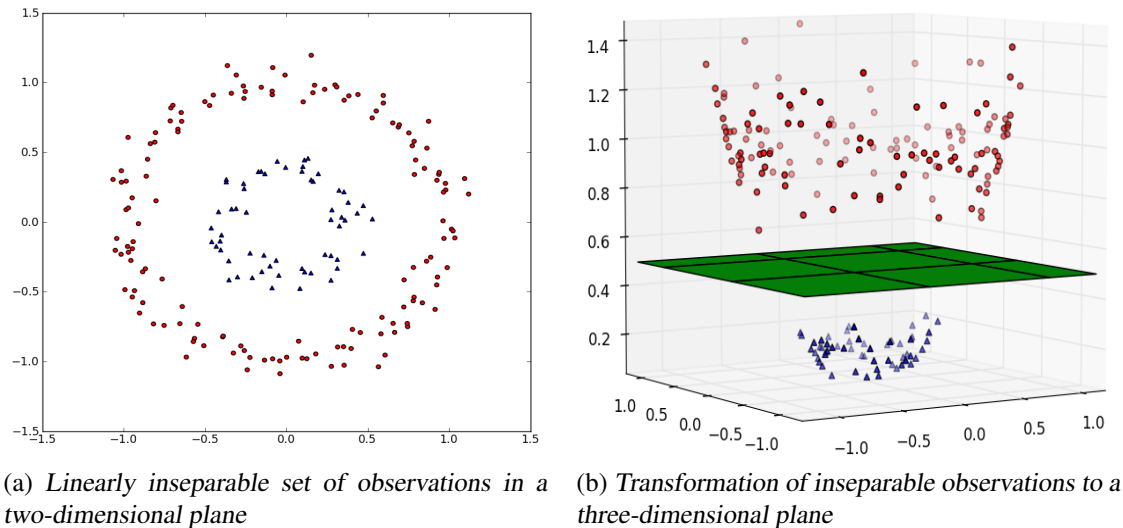 1.5
1.0
0.5
0.0
−0.5
−1.0
−1.5
−1.5 −1.0 −0.5 0.0 0.5 1.0 1.5
1.4
1.2
1.0
0.8
0.6
0.4
0.2
1.0 0.5 0.0 −0.5 −1.0
−1.0 −0.5 0.0 0.5 1.0
(a) Linearly inseparable set of observations in a
two-dimensional plane
(b) Transformation of inseparable observations to a
three-dimensional plane